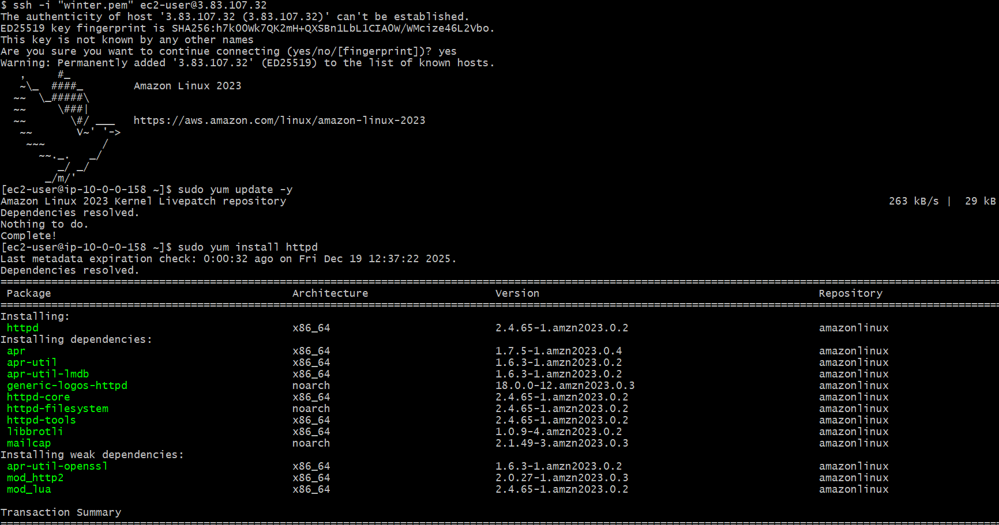 $ ssh -i "winter.pem" ec2-user@3.83.107.32
The authenticity of host '3.83.107.32 (3.83.107.32)' can't be established.
ED25519 key fingerprint is SHA256:h7k0OWk7QK2mH+QXSBn1LbL1CIA0W/WMcize46L2Vbo.
This key is not known by any other names
Are you sure you want to continue connecting (yes/no/[fingerprint])? yes
Warning: Permanently added '3.83.107.32' (ED25519) to the list of known hosts.
   ,     #_
   ~\_  ####_        Amazon Linux 2023
  ~~  \_#####\
  ~~     \###|
  ~~       \#/ ___   https://aws.amazon.com/linux/amazon-linux-2023
   ~~       V~' '->
    ~~~         /
      ~~._.   _/
         _/ _/
       _/m/'
[ec2-user@ip-10-0-0-158 ~]$ sudo yum update -y
Amazon Linux 2023 Kernel Livepatch repository 263 kB/s | 29 kB
Dependencies resolved.
Nothing to do.
Complete!
[ec2-user@ip-10-0-0-158 ~]$ sudo yum install httpd
Last metadata expiration check: 0:00:32 ago on Fri Dec 19 12:37:22 2025.
Dependencies resolved.
Package Architecture Version Repository
Installing:
httpd x86_64 2.4.65-1.amzn2023.0.2 amazonlinux
Installing dependencies:
apr x86_64 1.7.5-1.amzn2023.0.4 amazonlinux
apr-util x86_64 1.6.3-1.amzn2023.0.2 amazonlinux
apr-util-lmdb x86_64 1.6.3-1.amzn2023.0.2 amazonlinux
generic-logos-httpd noarch 18.0.0-12.amzn2023.0.3 amazonlinux
httpd-core x86_64 2.4.65-1.amzn2023.0.2 amazonlinux
httpd-filesystem noarch 2.4.65-1.amzn2023.0.2 amazonlinux
httpd-tools x86_64 2.4.65-1.amzn2023.0.2 amazonlinux
libbrotli x86_64 1.0.9-4.amzn2023.0.2 amazonlinux
mailcap noarch 2.1.49-3.amzn2023.0.3 amazonlinux
Installing weak dependencies:
apr-util-openssl x86_64 1.6.3-1.amzn2023.0.2 amazonlinux
mod_http2 x86_64 2.0.27-1.amzn2023.0.3 amazonlinux
mod_lua x86_64 2.4.65-1.amzn2023.0.2 amazonlinux
Transaction Summary